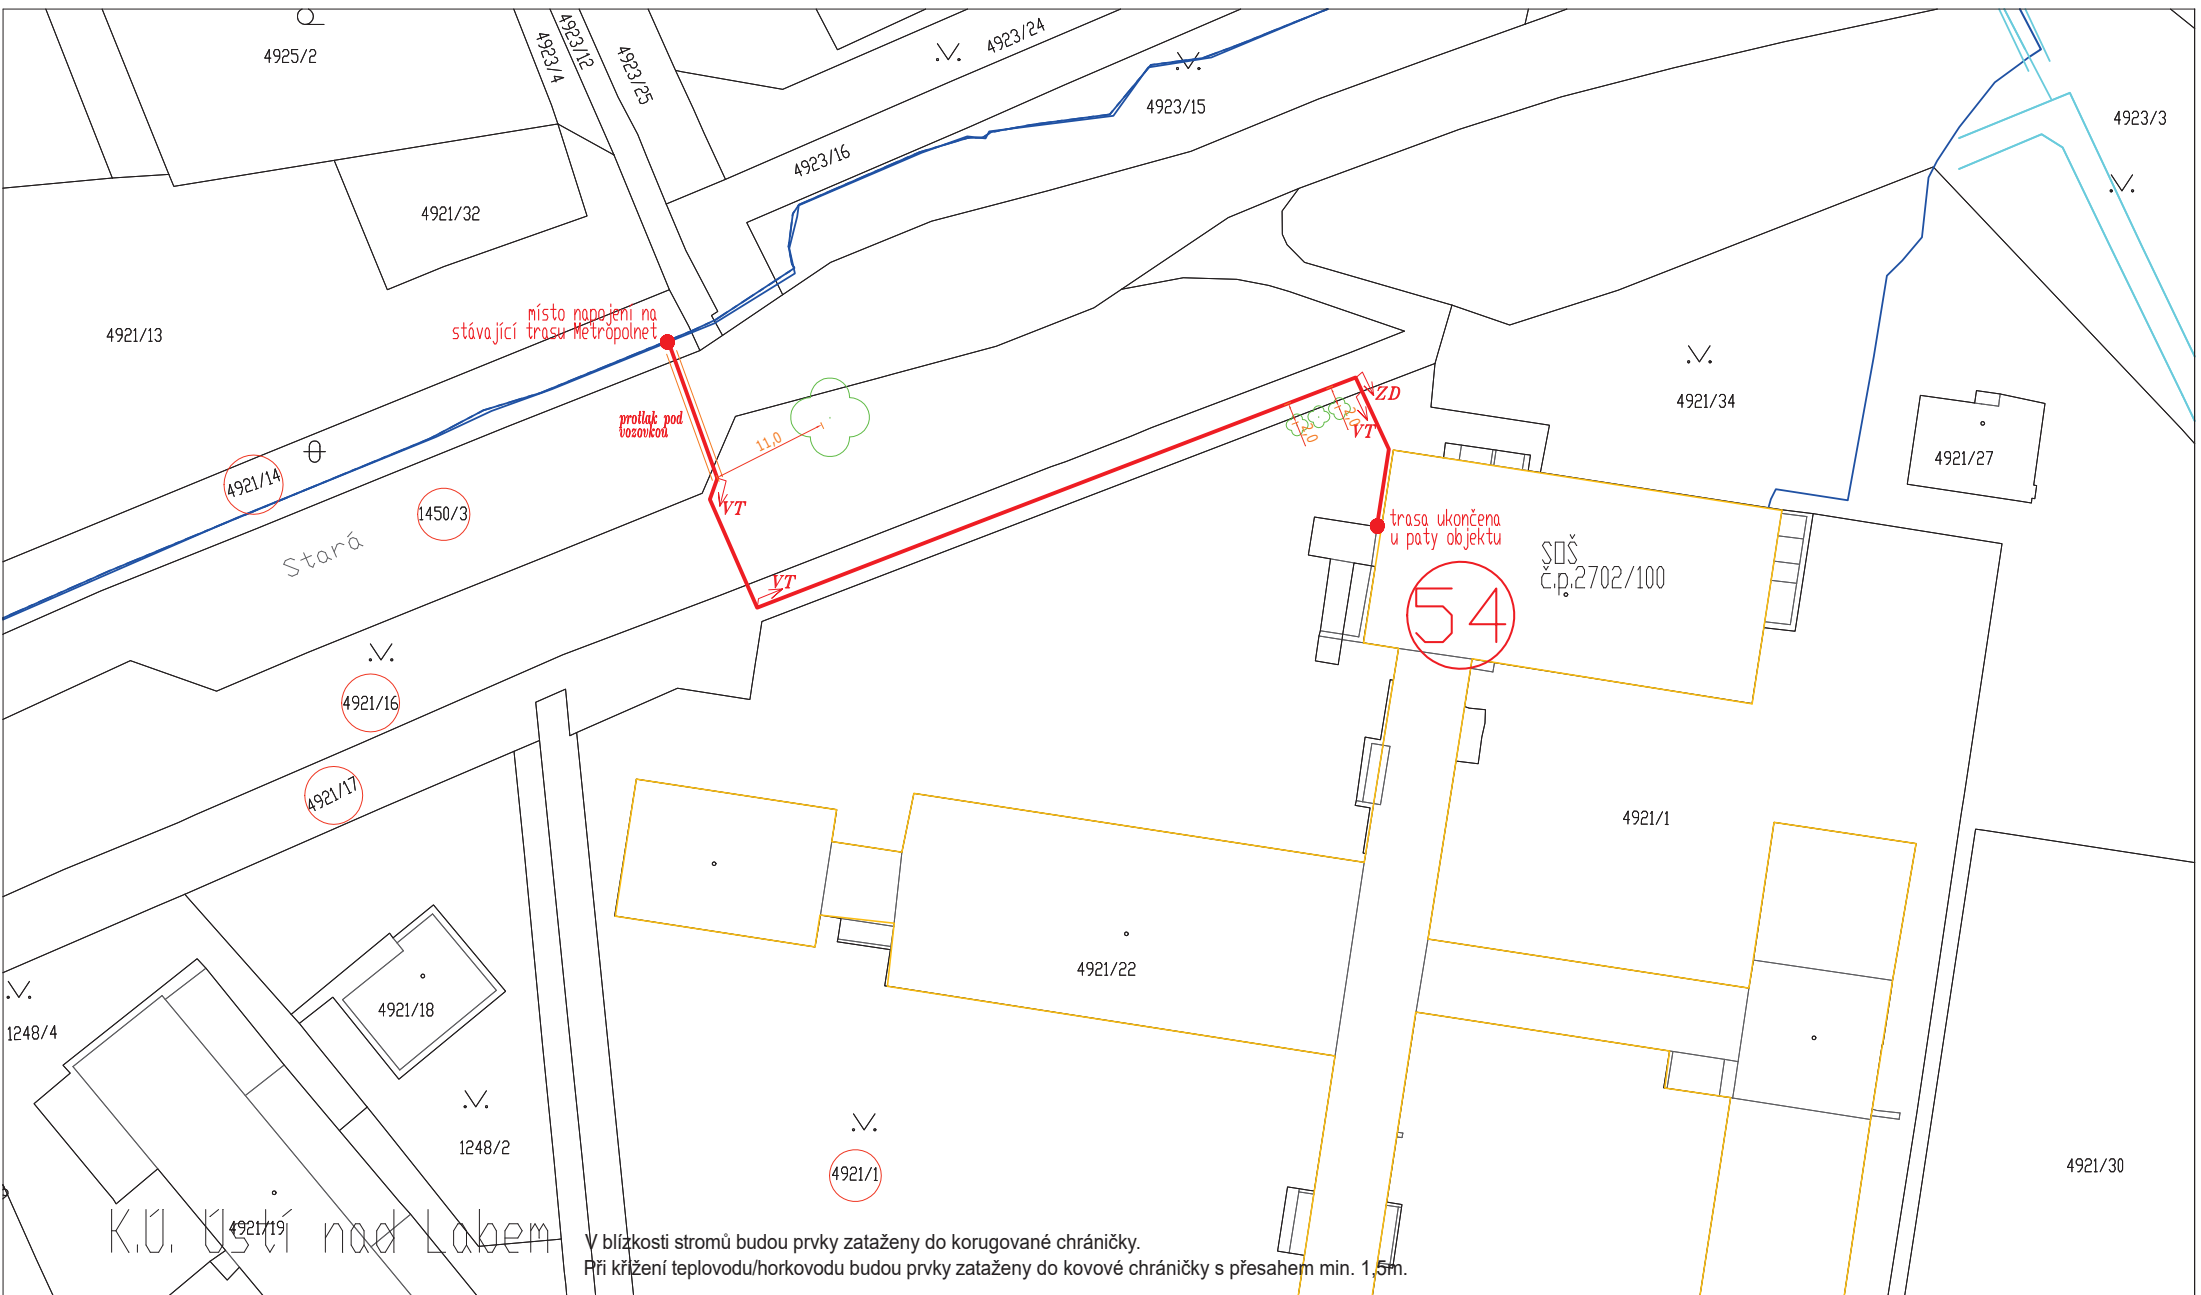 4925/2
4923/4
4923/12
4923/25
4923/24
4923/16
4923/15
4923/3
4921/32
4921/13
místo napojení na
stávající trasu Metropolnet
4921/34
ZD
2,0
2,0
VT
protlak pod
vozovkou
11,0
4921/27
4921/14
1450/3
VT
Stará
trasa ukončena
u paty objektu
SOŠ
č.p.2702/100
VT
54
4921/16
4921/17
4921/1
4921/22
4921/18
1248/4
1248/2
4921/1
4921/30
4921/19
K.Ú. Ústí nad Labem
V blízkosti stromů budou prvky zataženy do korugované chráničky.
Při křížení teplovodu/horkovodu budou prvky zataženy do kovové chráničky s přesahem min. 1,5m.